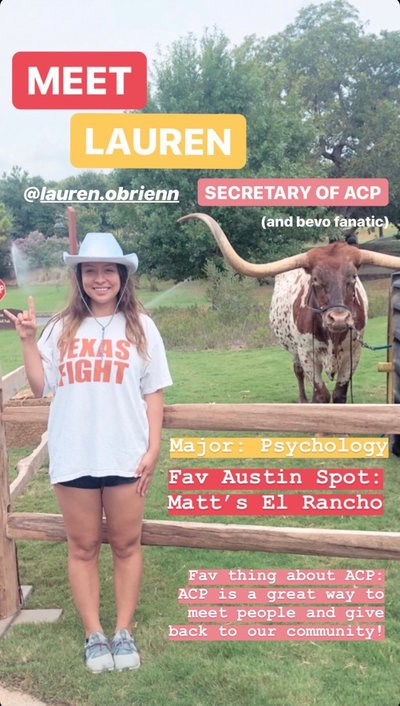 MEET
LAUREN
@lauren.obrienn
SECRETARY OF ACP
(and bevo fanatic)
TEXAS
FIGHT
Major: Psychology
Fav Austin Spot:
Matt's El Rancho
Fav thing about ACP:
ACP is a great way to
meet people and give
back to our community!